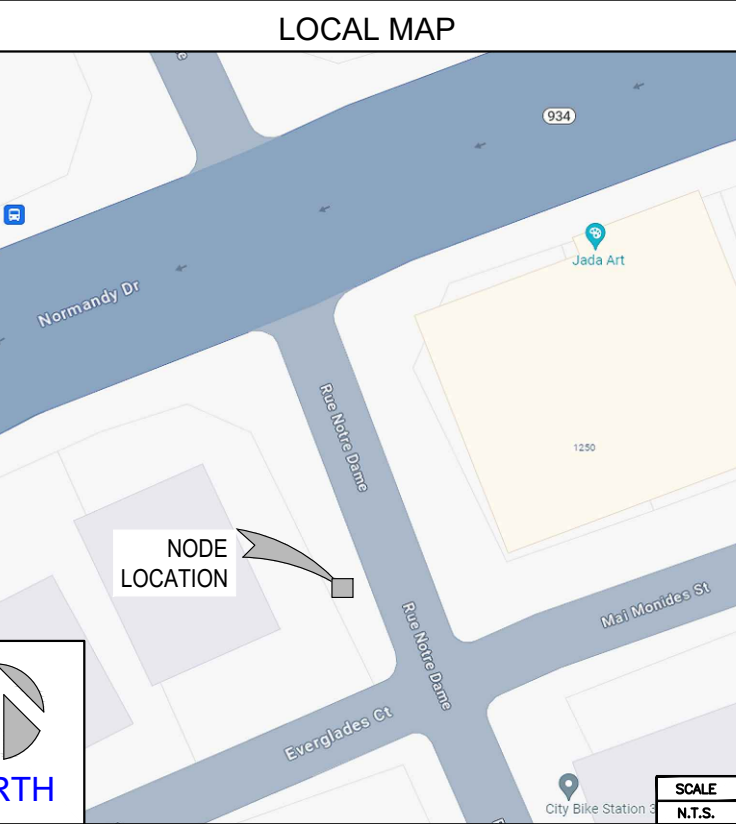 LOCAL MAP
934
Jada Art
Normandy Dr
Rue Notre Dame
1250
NODE
LOCATION
Mai Monides St
Rue Notre Dame
Everglades Ct
RTH
City Bike Station 3
SCALE
N.T.S.